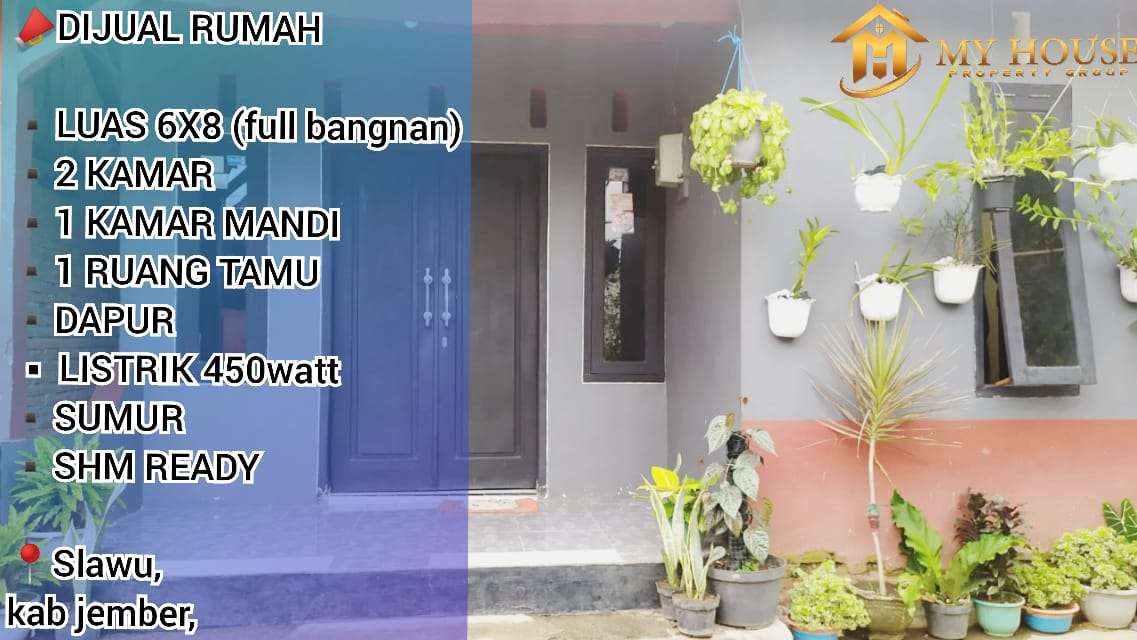 DIJUAL RUMAH
MY HOUSE
PROPERTY GROUP
LUAS 6X8 (full bangnan)
2 KAMAR
1 KAMAR MANDI
1 RUANG TAMU
DAPUR
LISTRIK 450watt
SUMUR
SHM READY
Slawu,
kab jember,